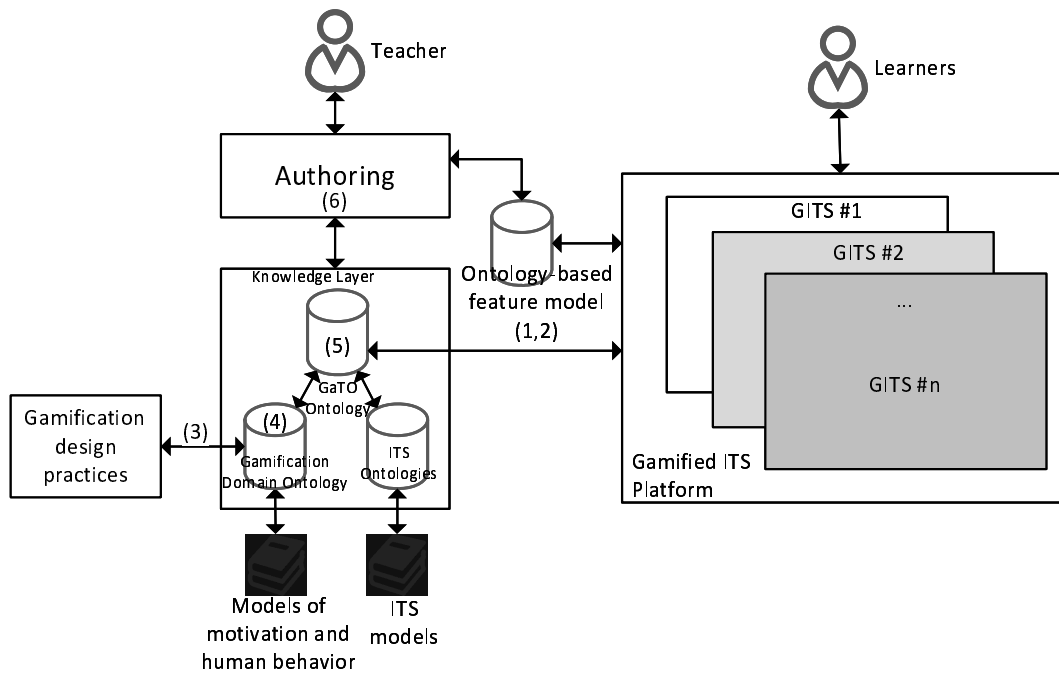 Teacher
Learners
Authoring
(6)
GITS #1
GITS #2
...
GITS #n
Gamified ITS
Platform
Knowledge Layer
Ontology-based
feature model
(1,2)
(5)
GaTO
Ontology
(4)
Gamification
Domain Ontology
ITS
Ontologies
Gamification
design
practices
(3)
Models of
motivation and
human behavior
ITS
models